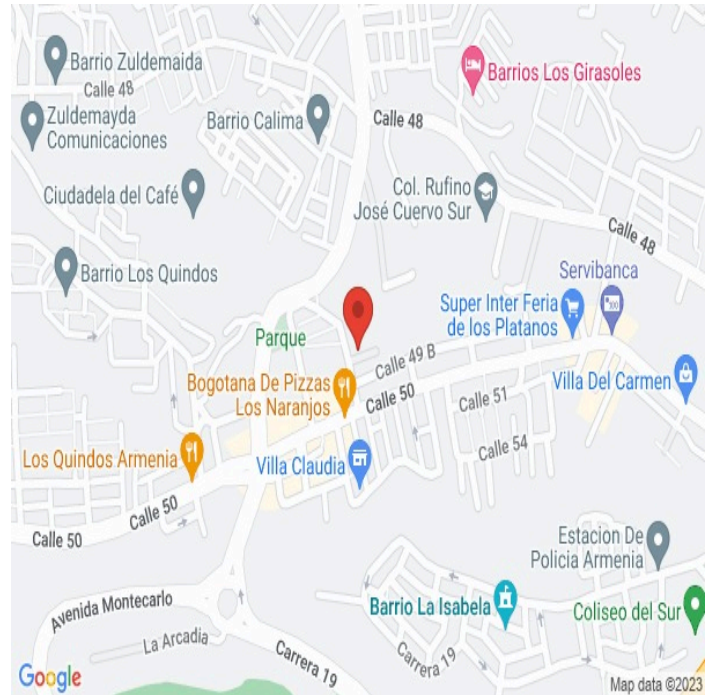 Barrio Zuldemaida
Calle 48
Barrios Los Girasoles
Zuldemayda
Comunicaciones
Barrio Calima
Calle 48
Col. Rufino
José Cuervo Sur
Ciudadela del Café
Calle 48
Barrio Los Quindos
Servibanca
Super Inter Feria
de los Platanos
Parque
Calle 49 B
Bogotana De Pizzas
Los Naranjos
Calle 50
Calle 51
Villa Del Carmen
Los Quindos Armenia
Villa Claudia
Calle 54
Calle 50
Calle 50
Estacion De
Policia Armenia
Avenida Montecarlo
Barrio La Isabela
Coliseo del Sur
La Arcadia
Carrera 19
Carrera 19
Google
Map data ©2023